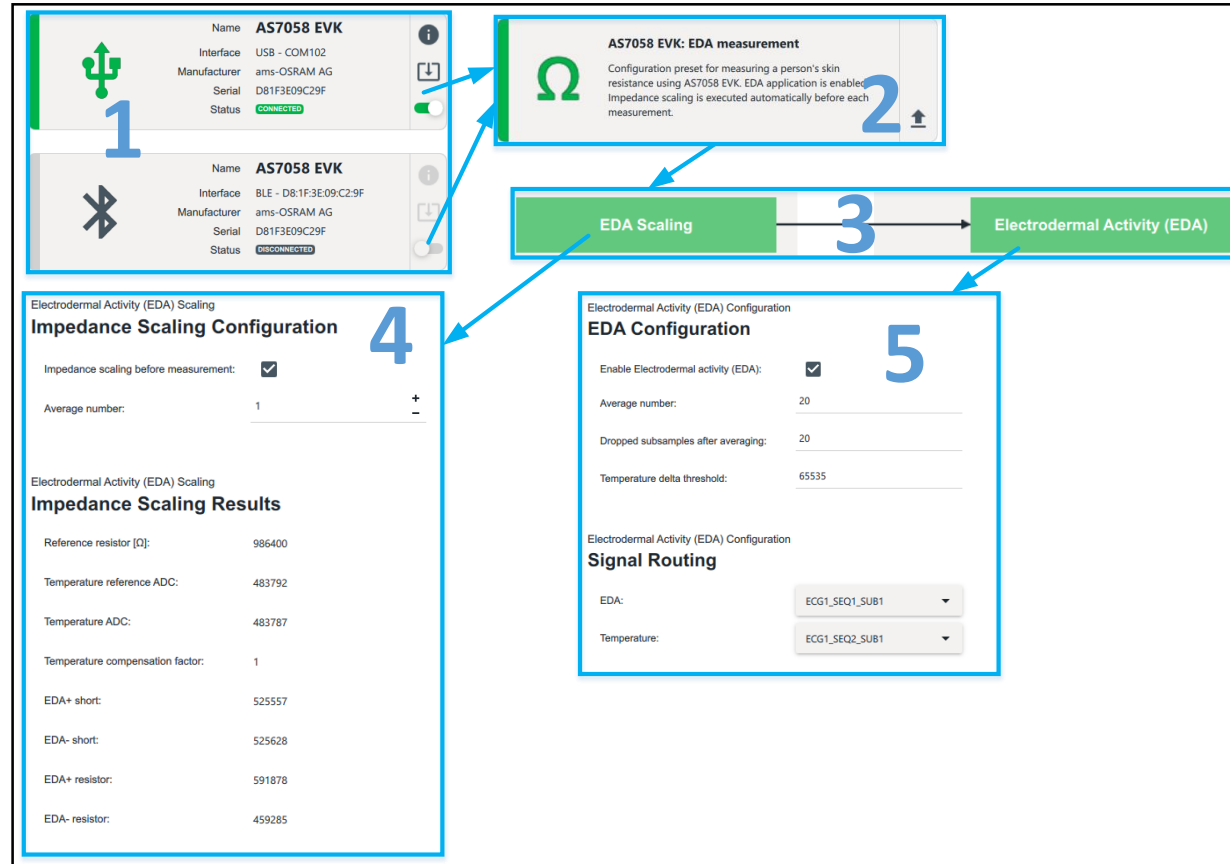 Name AS7058 EVK
Interface USB - COM102
Manufacturer ams-OSRAM AG
Serial D81F3E09C29F
Status CONNECTED
1
Name AS7058 EVK
Interface BLE - D8:1F:3E:09:C2:9F
Manufacturer ams-OSRAM AG
Serial D81F3E09C29F
Status DISCONNECTED
AS7058 EVK: EDA measurement
Configuration preset for measuring a person's skin
resistance using AS7058 EVK. EDA application is enabled
Impedance scaling is executed automatically before each
measurement.
2
EDA Scaling
3
Electrodermal Activity (EDA)
Electrodermal Activity (EDA) Scaling
Impedance Scaling Configuration
4
Impedance scaling before measurement:
Average number: 1
+
−
Electrodermal Activity (EDA) Scaling
Impedance Scaling Results
Reference resistor [Ω]: 986400
Temperature reference ADC: 483792
Temperature ADC: 483787
Temperature compensation factor: 1
EDA+ short: 525557
EDA- short: 525628
EDA+ resistor: 591878
EDA- resistor: 459285
Electrodermal Activity (EDA) Configuration
EDA Configuration
5
Enable Electrodermal activity (EDA):
Average number: 20
Dropped subsamples after averaging: 20
Temperature delta threshold: 65535
Electrodermal Activity (EDA) Configuration
Signal Routing
EDA: ECG1_SEQ1_SUB1
Temperature: ECG1_SEQ2_SUB1